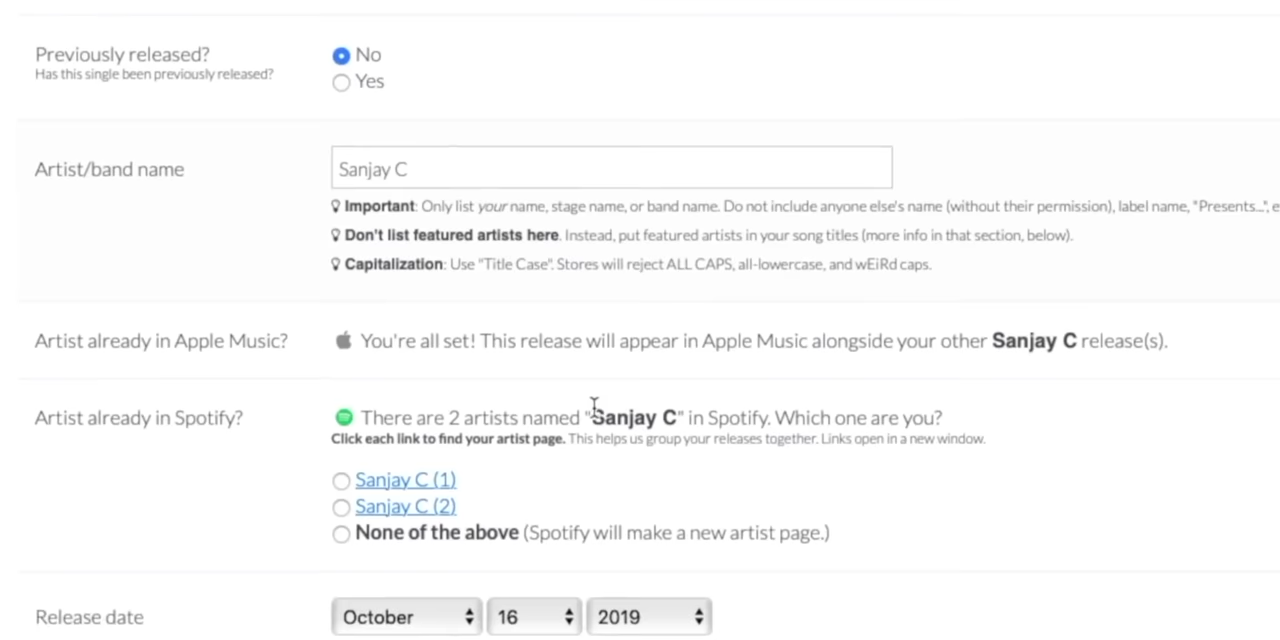 Previously released?
Has this single been previously released?
No
Yes
Artist/band name
Sanjay C
Important: Only list your name, stage name, or band name. Do not include anyone else's name (without their permission), label name, "Presents...",
Don't list featured artists here. Instead, put featured artists in your song titles (more info in that section, below).
Capitalization: Use "Title Case". Stores will reject ALL CAPS, all-lowercase, and wEiRd caps.
Artist already in Apple Music?
You're all set! This release will appear in Apple Music alongside your other Sanjay C release(s).
Artist already in Spotify?
There are 2 artists named "Sanjay C" in Spotify. Which one are you?
Click each link to find your artist page. This helps us group your releases together. Links open in a new window.
Sanjay C (1)
Sanjay C (2)
None of the above (Spotify will make a new artist page.)
Release date
October 16 2019